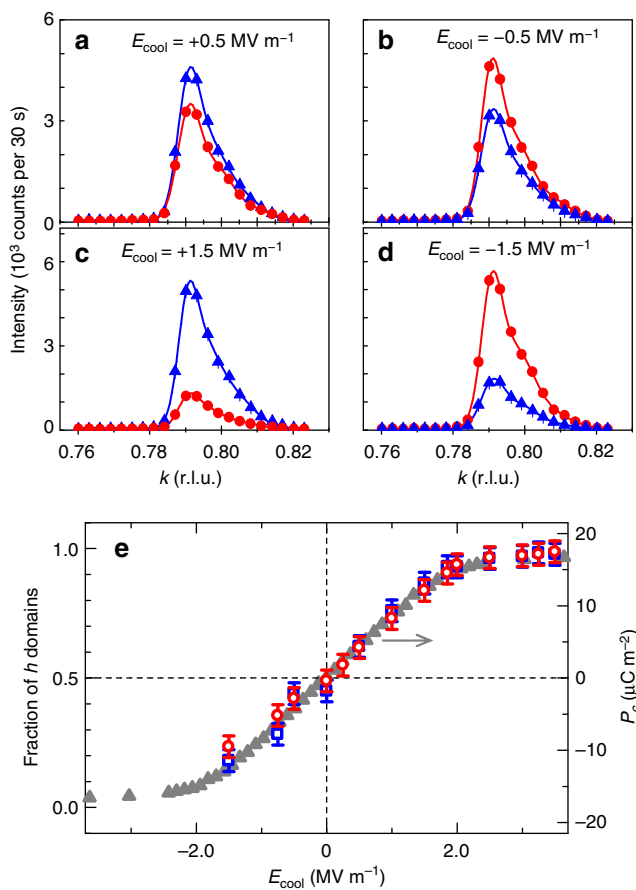 a E_cool = +0.5 MV m⁻¹
b E_cool = −0.5 MV m⁻¹
6
3
0
c E_cool = +1.5 MV m⁻¹
d E_cool = −1.5 MV m⁻¹
6
3
0
Intensity (10³ counts per 30 s)
0.76 0.78 0.80 0.82
0.76 0.78 0.80 0.82
k (r.l.u.)
k (r.l.u.)
e
1.0
0.5
0.0
Fraction of h domains
20
10
0
−10
−20
P_c (μC m⁻²)
−2.0 0 2.0
E_cool (MV m⁻¹)